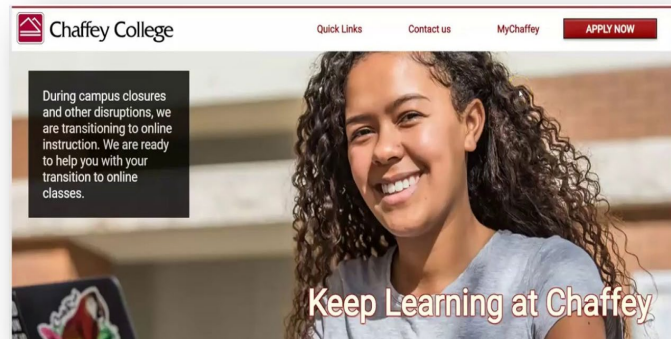 Chaffey College
Quick Links
Contact us
MyChaffey
APPLY NOW
During campus closures
and other disruptions, we
are transitioning to online
instruction. We are ready
to help you with your
transition to online
classes.
Keep Learning at Chaffey